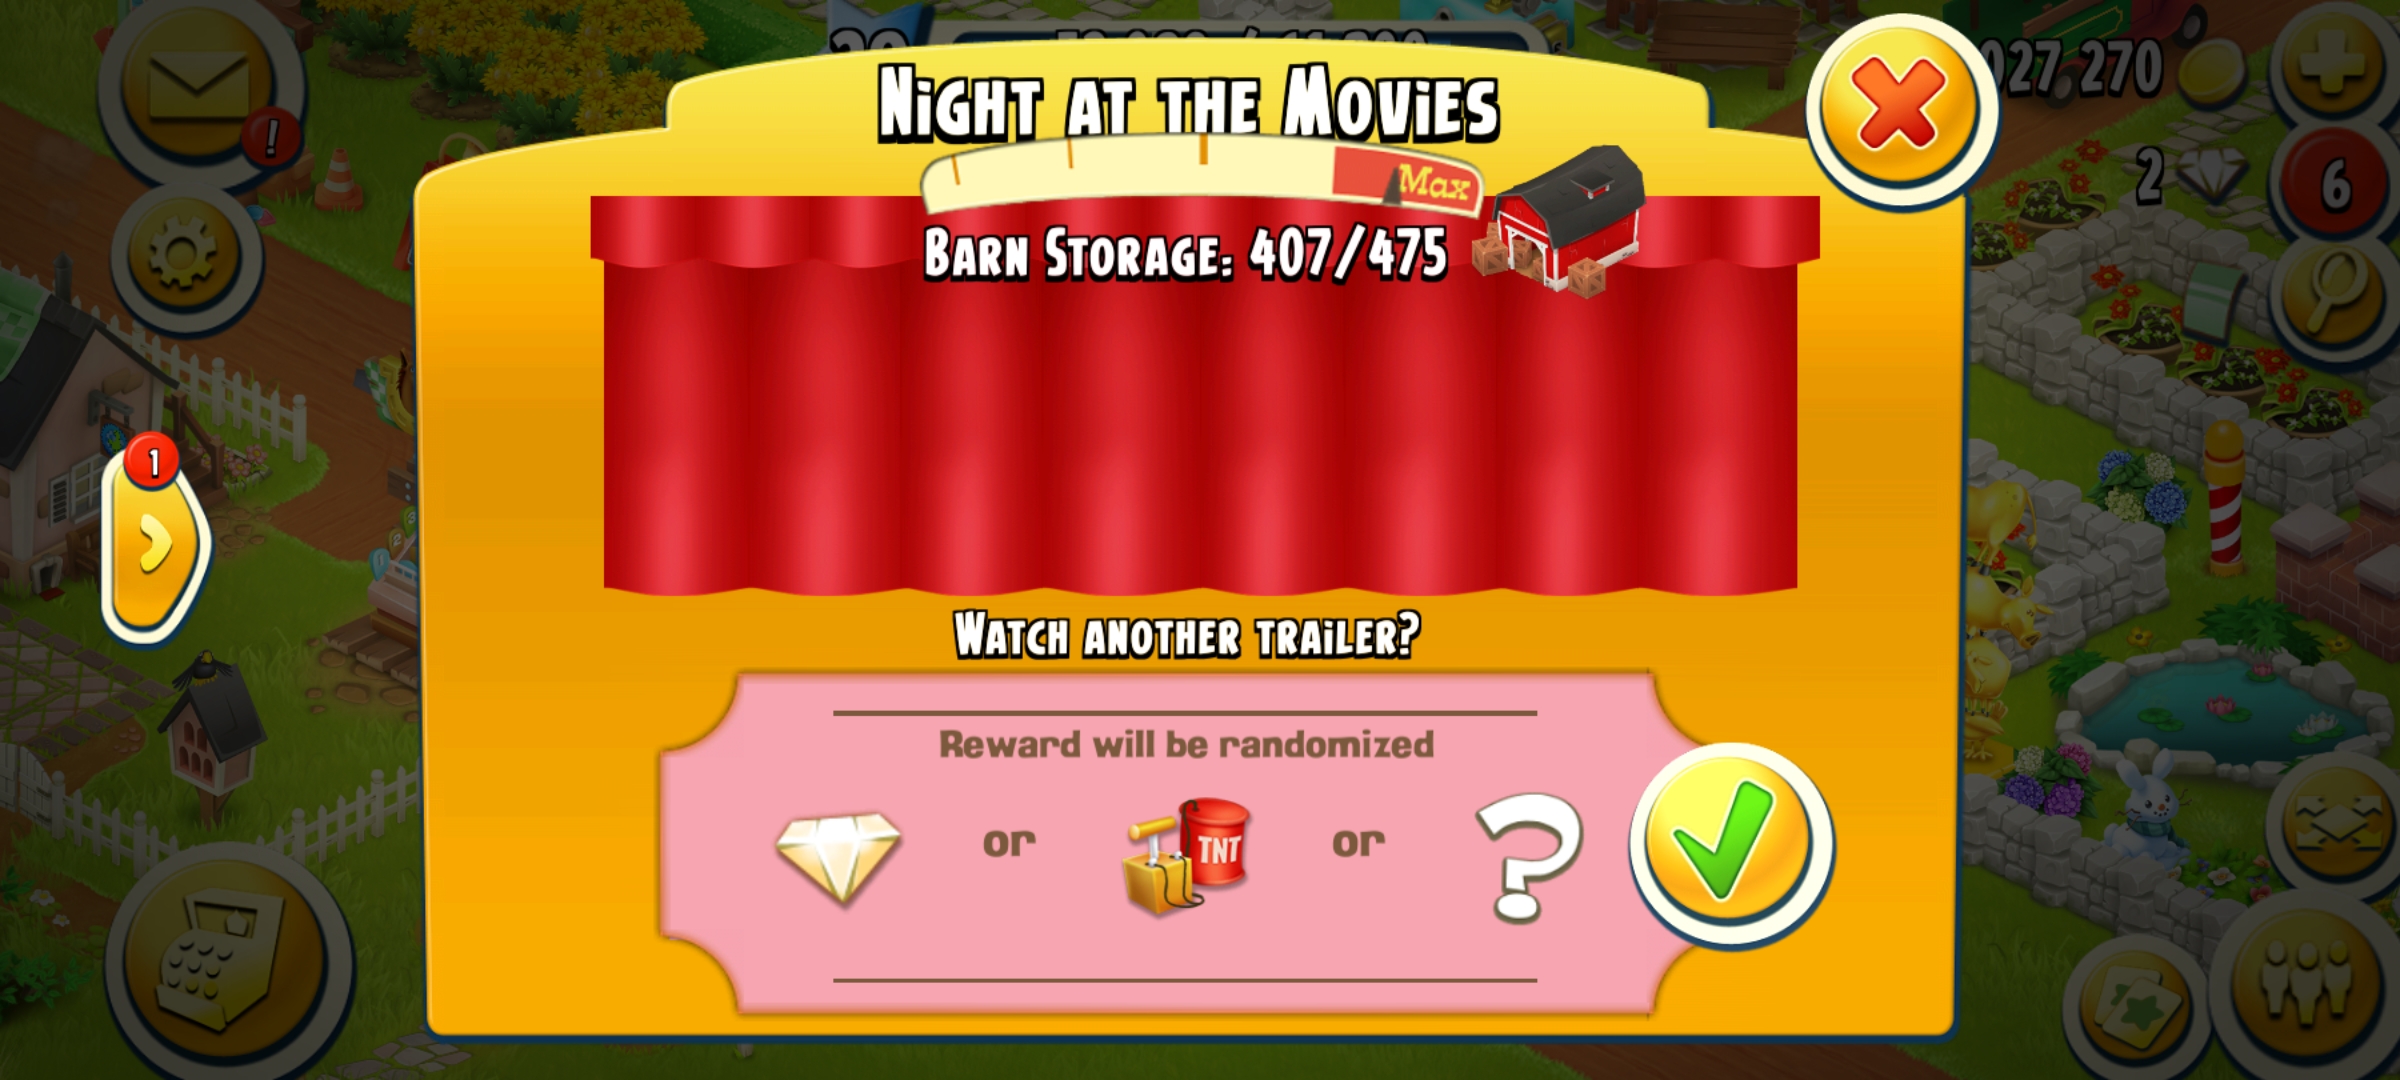 Night at the Movies
Max
Barn Storage: 407/475
Watch another trailer?
Reward will be randomized
or
TNT
or
?
!
027 270
2
6
1